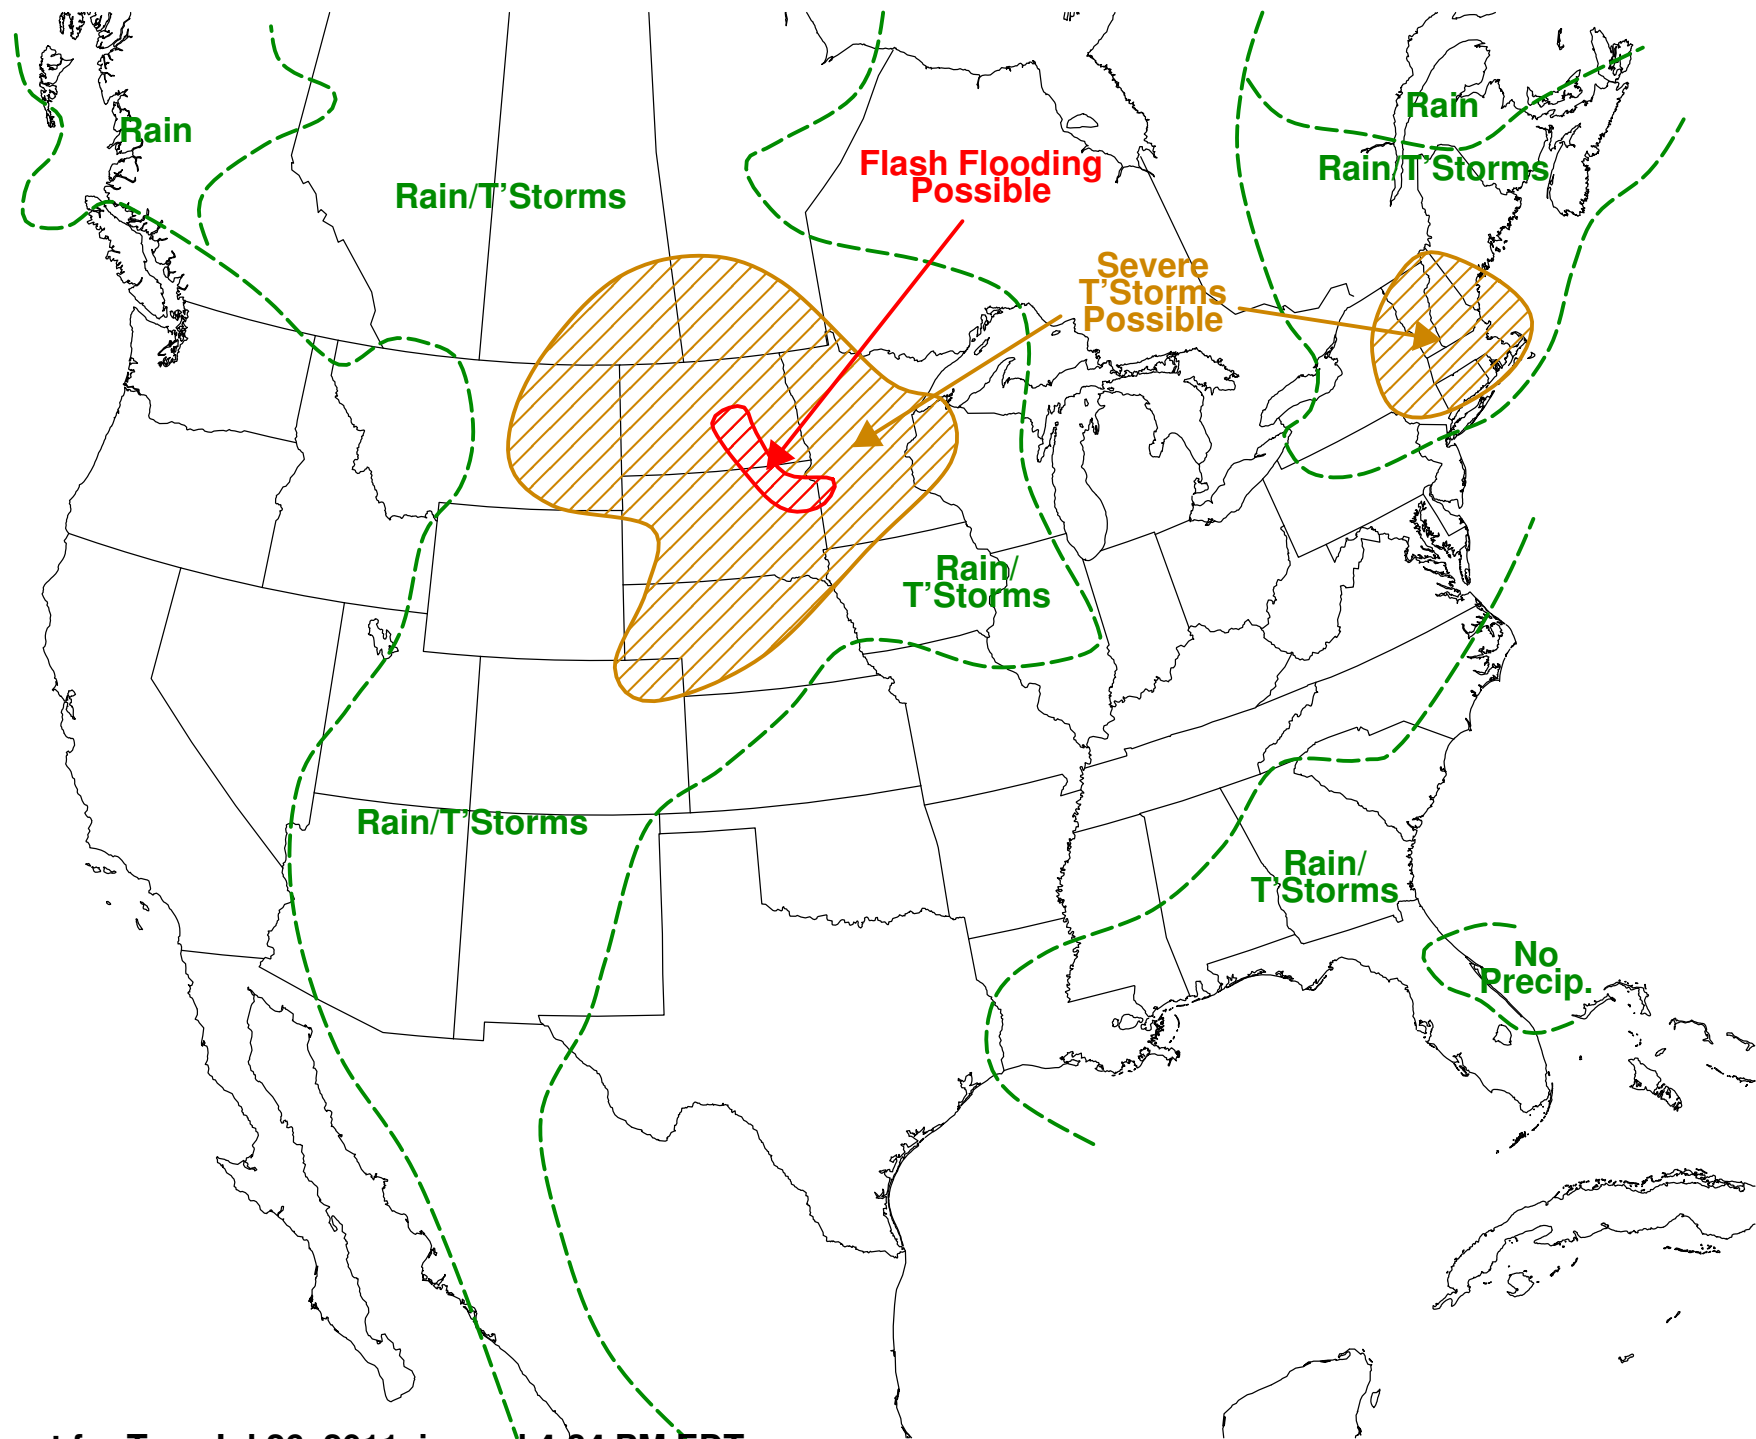 Rain
Rain/T'Storms
Flash Flooding
Possible
Rain
Rain/T'Storms
Severe
T'Storms
Possible
Rain/
T'Storms
Rain/T'Storms
Rain/
T'Storms
No
Precip.